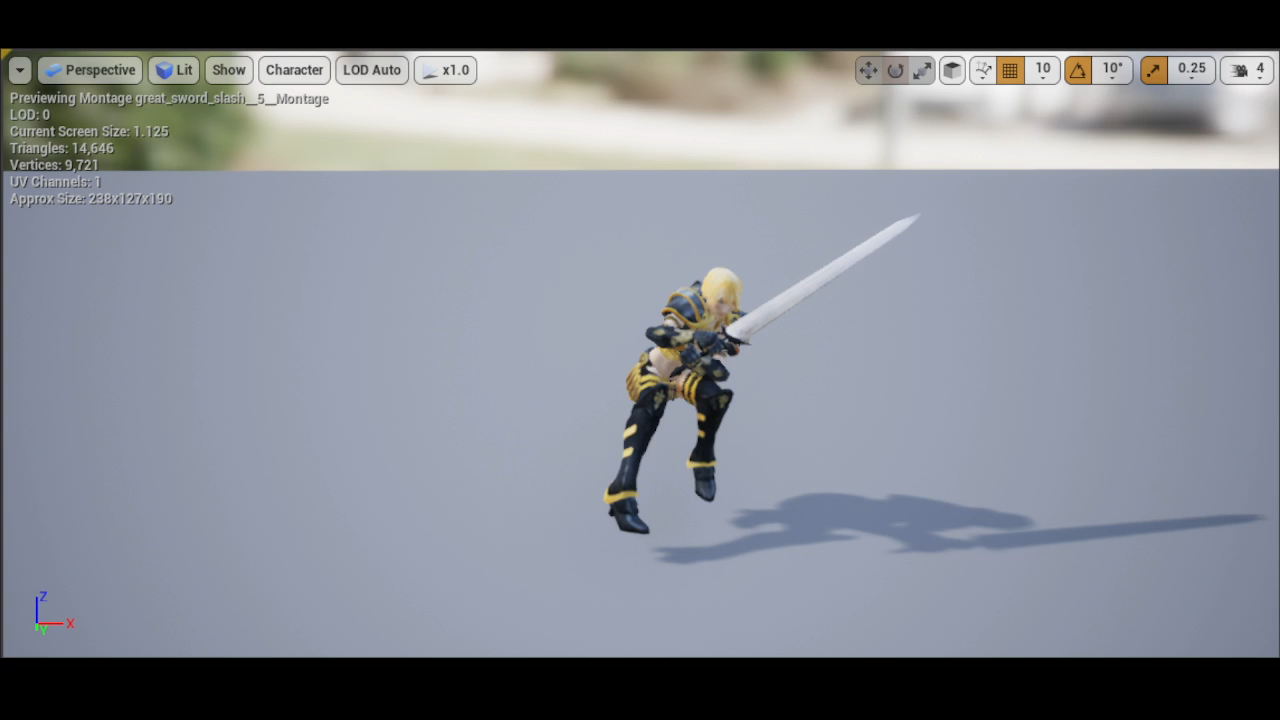 Perspective Lit Show Character LOD Auto x1.0 10 10° 0.25 4
Previewing Montage great_sword_slash__5__Montage
LOD: 0
Current Screen Size: 1.125
Triangles: 14,646
Vertices: 9,721
UV Channels: 1
Approx Size: 238x127x190
Z
X
Y